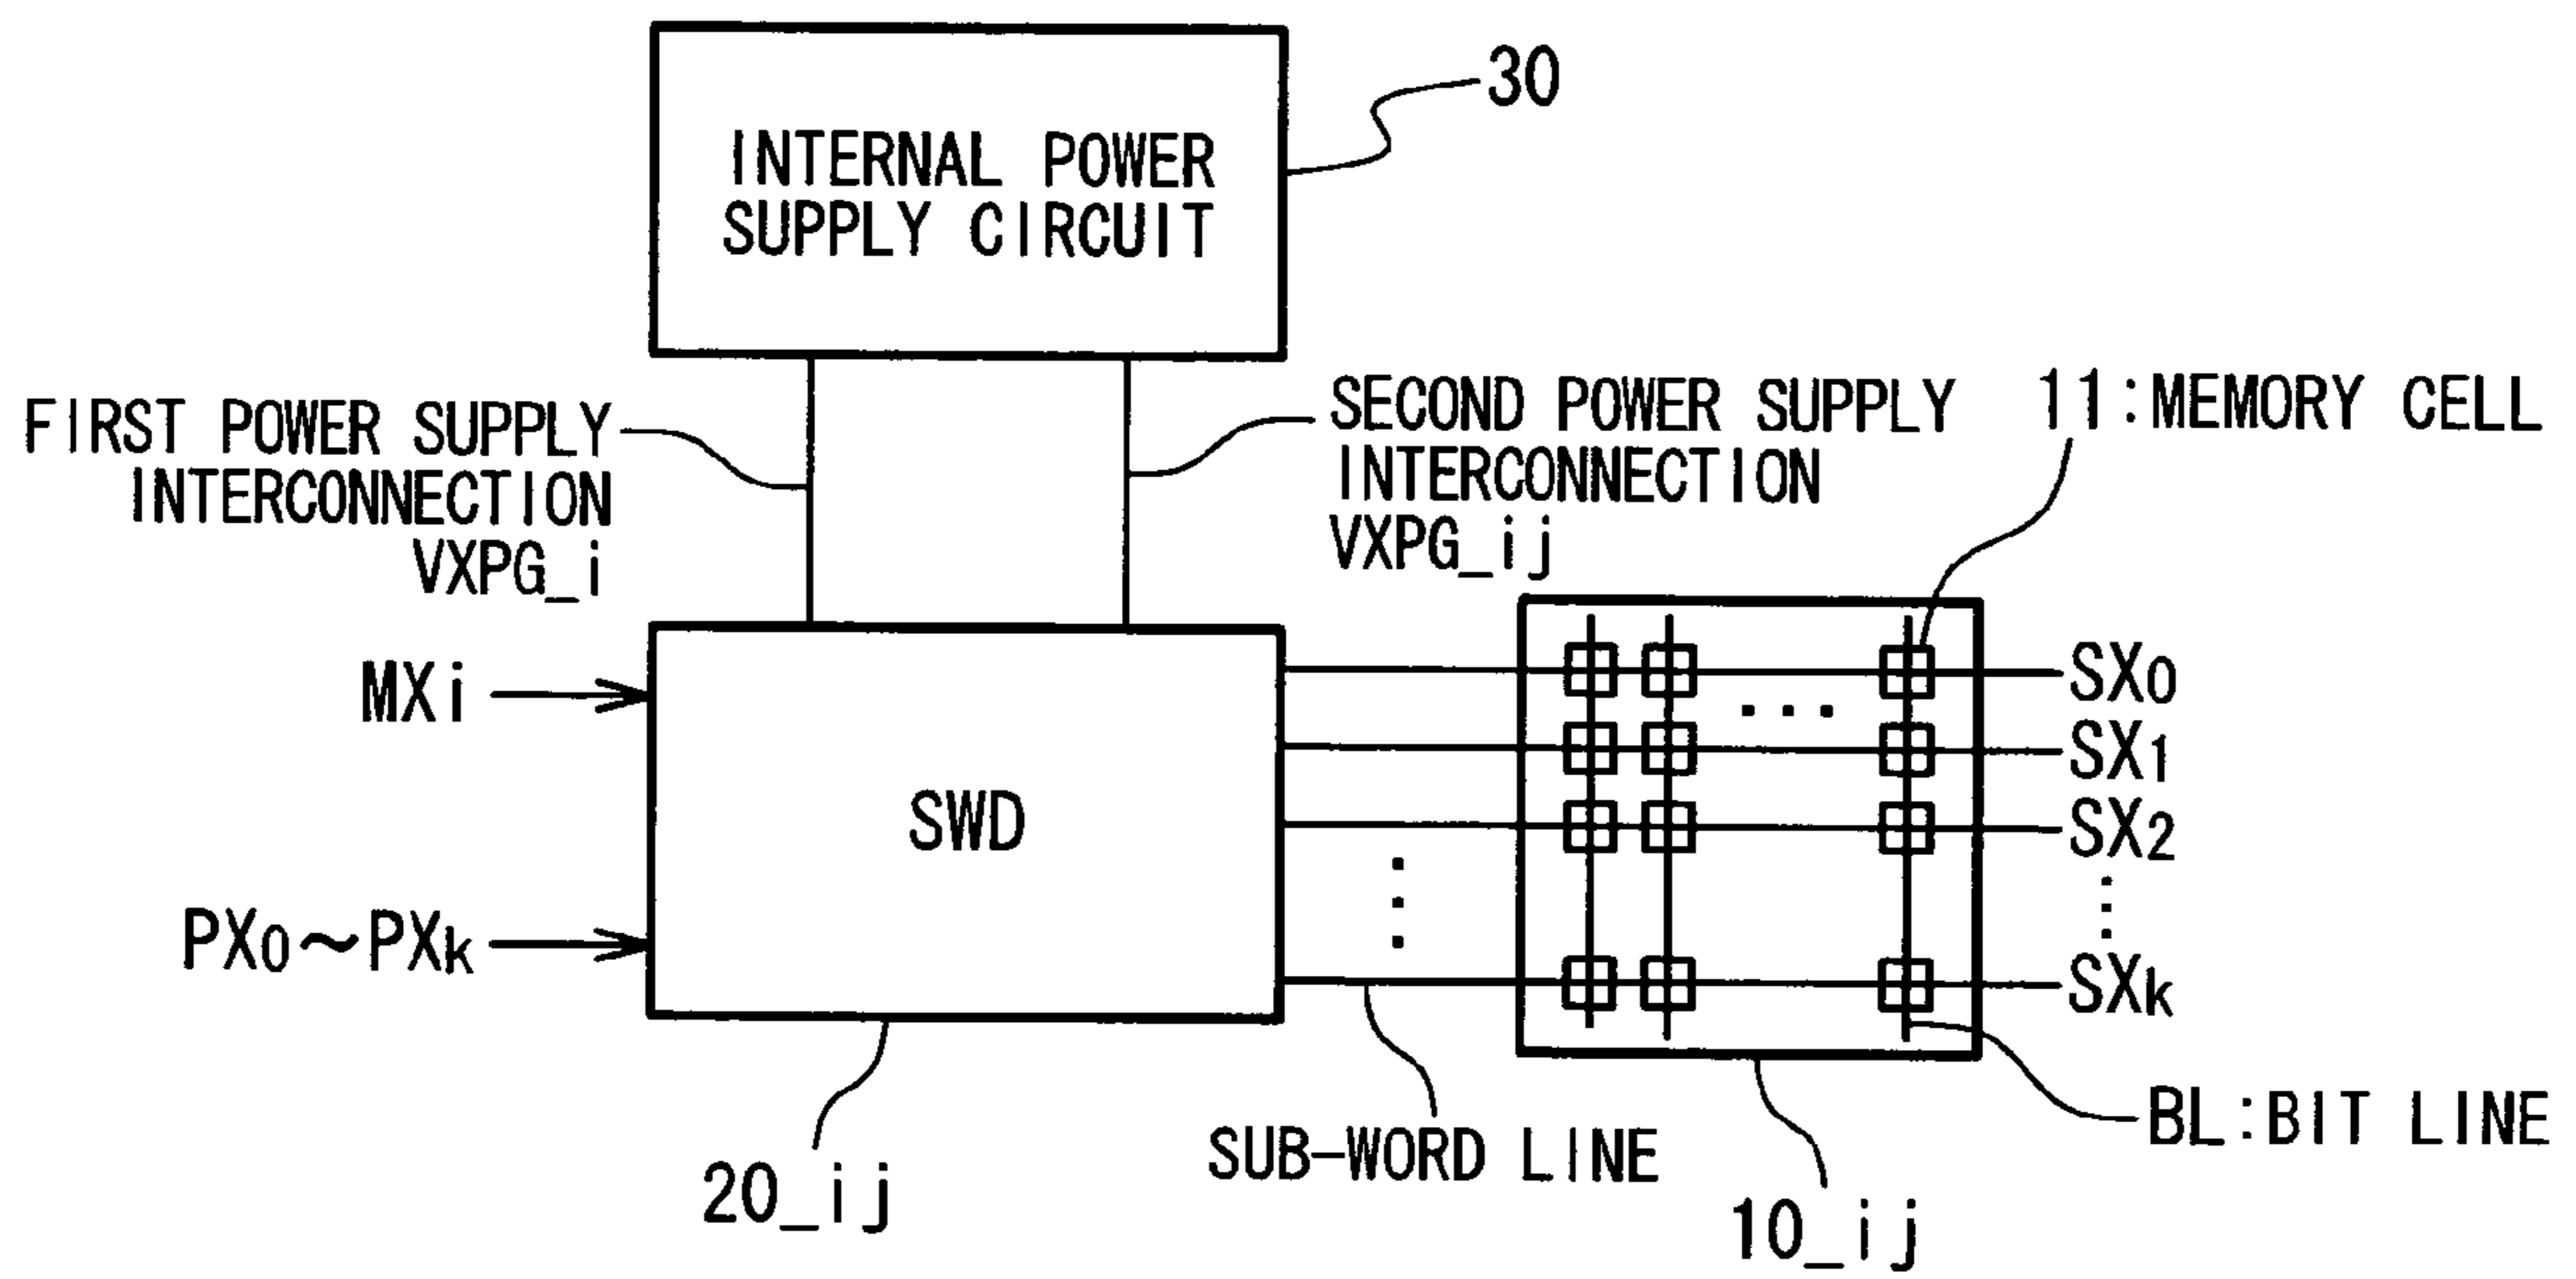 30
INTERNAL POWER
SUPPLY CIRCUIT
FIRST POWER SUPPLY
INTERCONNECTION
VXPG_i
SECOND POWER SUPPLY
INTERCONNECTION
VXPG_ij
11:MEMORY CELL
MXi
PX0~PXk
SWD
...
SX0
SX1
SX2
SXk
20_ij
SUB-WORD LINE
10_ij
BL:BIT LINE